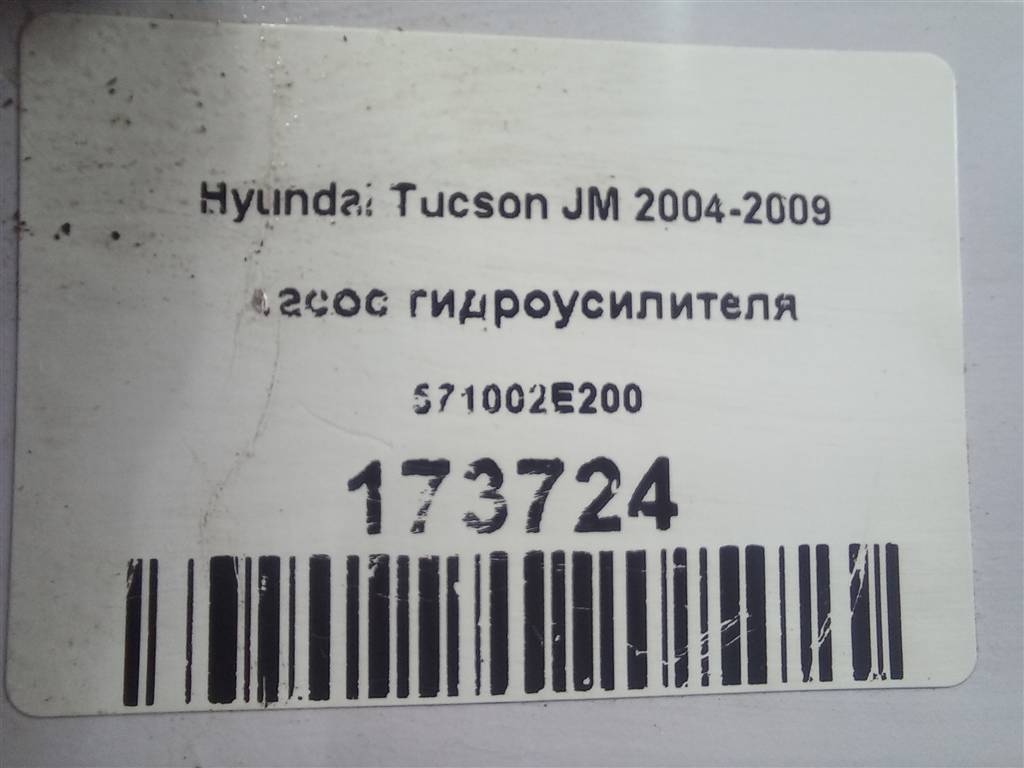 Hyundai Tucson JM 2004-2009
насос гидроусилителя
571002E200
173724